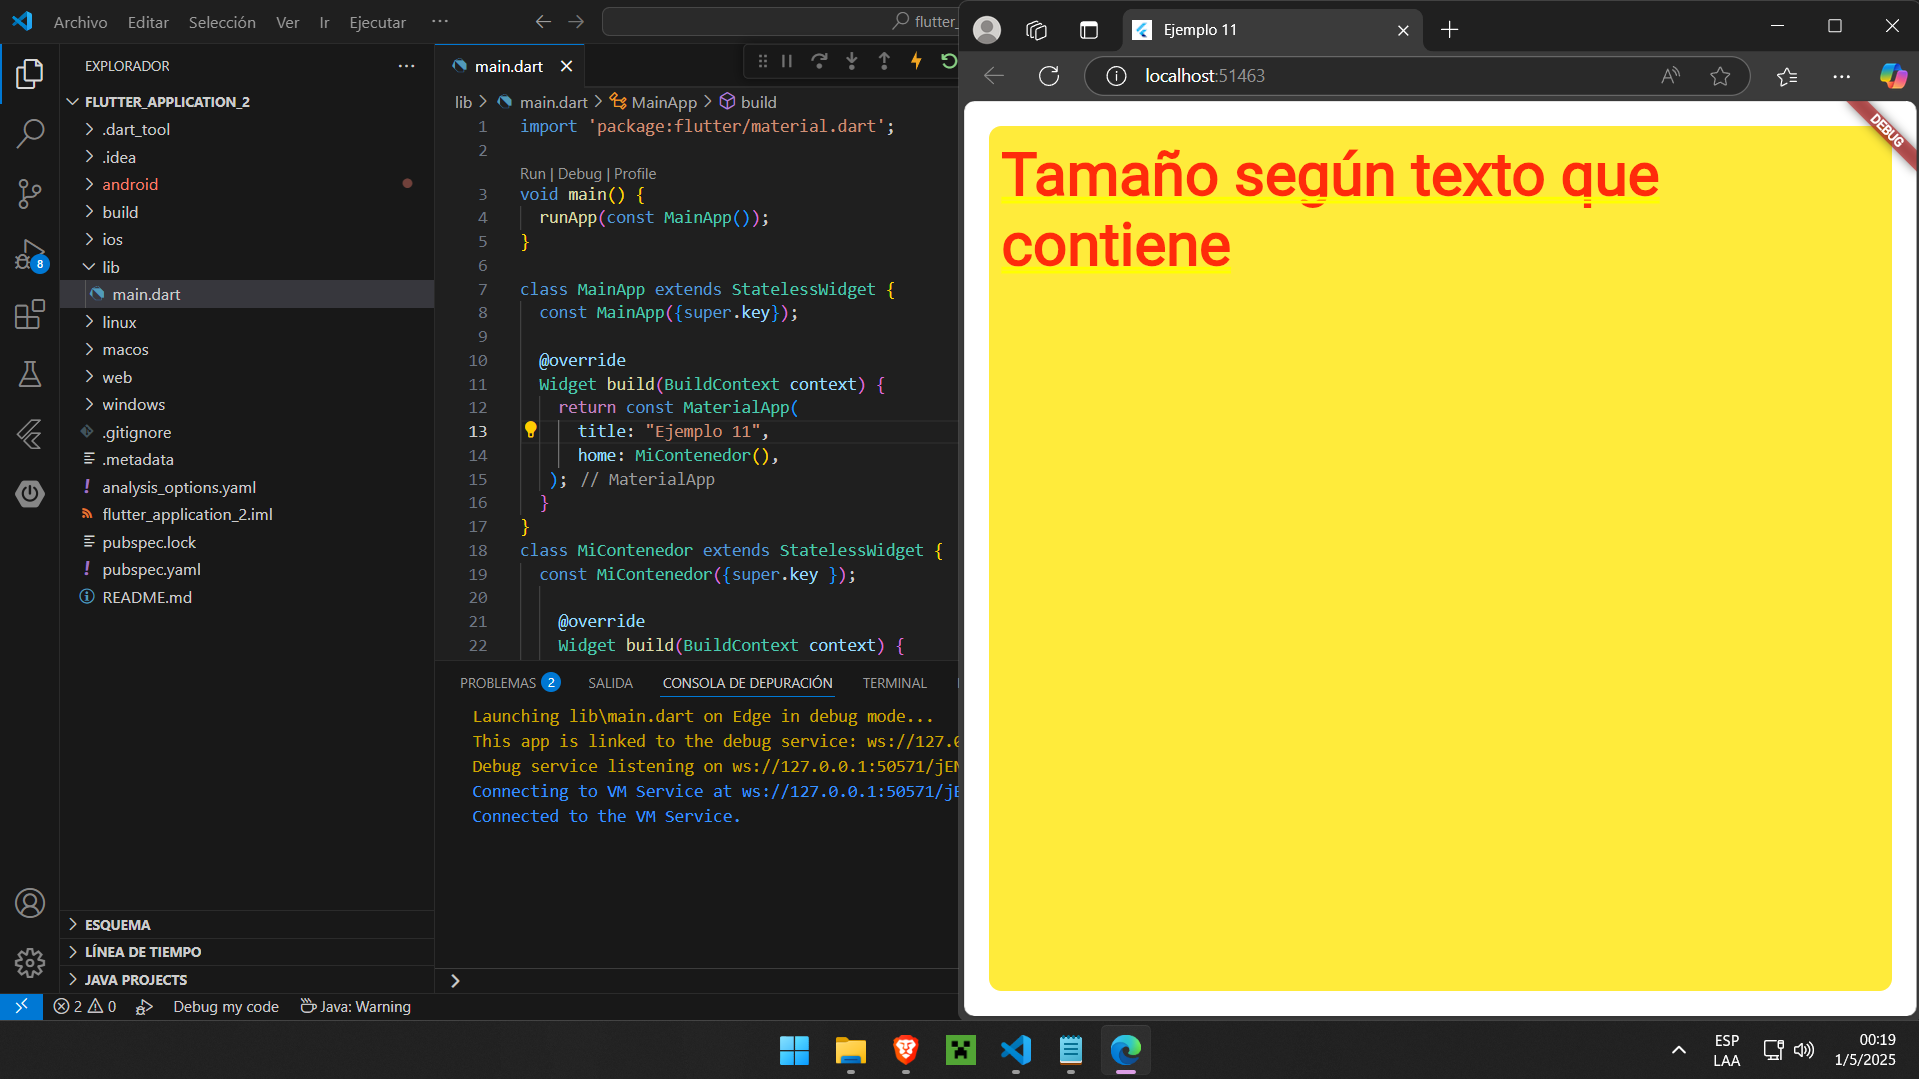 Archivo Editar Selección Ver Ir Ejecutar ···
flutter_
EXPLORADOR
FLUTTER_APPLICATION_2
.dart_tool
.idea
android
build
ios
lib
main.dart
linux
macos
web
windows
.gitignore
.metadata
analysis_options.yaml
flutter_application_2.iml
pubspec.lock
pubspec.yaml
README.md
ESQUEMA
LÍNEA DE TIEMPO
JAVA PROJECTS
8
main.dart
lib > main.dart > MainApp > build
1 import 'package:flutter/material.dart';
2
Run | Debug | Profile
3 void main() {
4 runApp(const MainApp());
5 }
6
7 class MainApp extends StatelessWidget {
8 const MainApp({super.key});
9
10 @override
11 Widget build(BuildContext context) {
12 return const MaterialApp(
13 title: "Ejemplo 11",
14 home: MiContenedor(),
15 ); // MaterialApp
16 }
17 }
18 class MiContenedor extends StatelessWidget {
19 const MiContenedor({super.key });
20
21 @override
22 Widget build(BuildContext context) {
PROBLEMAS 2 SALIDA CONSOLA DE DEPURACIÓN TERMINAL
Launching lib\main.dart on Edge in debug mode...
This app is linked to the debug service: ws://127.0
Debug service listening on ws://127.0.0.1:50571/jEM
Connecting to VM Service at ws://127.0.0.1:50571/jE
Connected to the VM Service.
2 0 Debug my code Java: Warning
Ejemplo 11
localhost:51463
DEBUG
Tamaño según texto que
contiene
ESP
LAA
00:19
1/5/2025